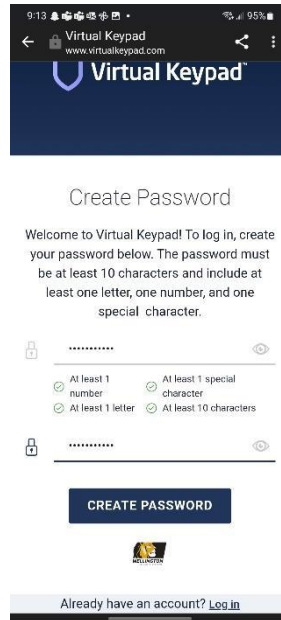 9:13
95%
Virtual Keypad
www.virtualkeypad.com
Virtual Keypad™
Create Password
Welcome to Virtual Keypad! To log in, create
your password below. The password must
be at least 10 characters and include at
least one letter, one number, and one
special character.
At least 1 number
At least 1 special character
At least 1 letter
At least 10 characters
CREATE PASSWORD
WELLINGTON
Already have an account? Log in